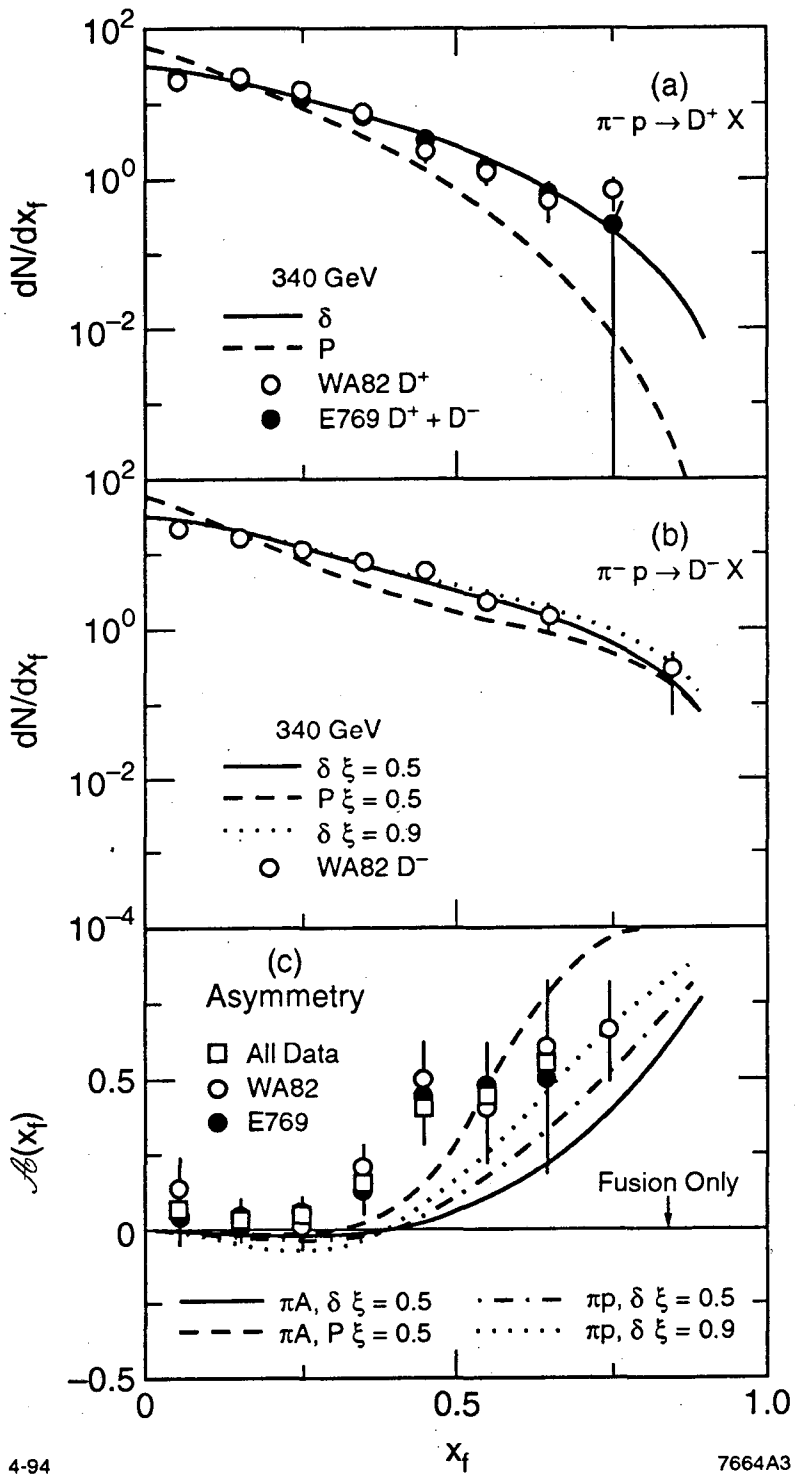 10²
(a)
π⁻ p → D⁺ X
10⁰
dN/dx_f
340 GeV
δ
P
10⁻²
WA82 D⁺
E769 D⁺ + D⁻
10²
(b)
π⁻ p → D⁻ X
10⁰
dN/dx_f
340 GeV
δ ξ = 0.5
10⁻²
P ξ = 0.5
δ ξ = 0.9
WA82 D⁻
10⁻⁴
(c)
Asymmetry
All Data
0.5
WA82
E769
𝒜(x_f)
Fusion Only
0
πA, δ ξ = 0.5
πp, δ ξ = 0.5
πA, P ξ = 0.5
πp, δ ξ = 0.9
−0.5
0 0.5 1.0
x_f
4-94
7664A3